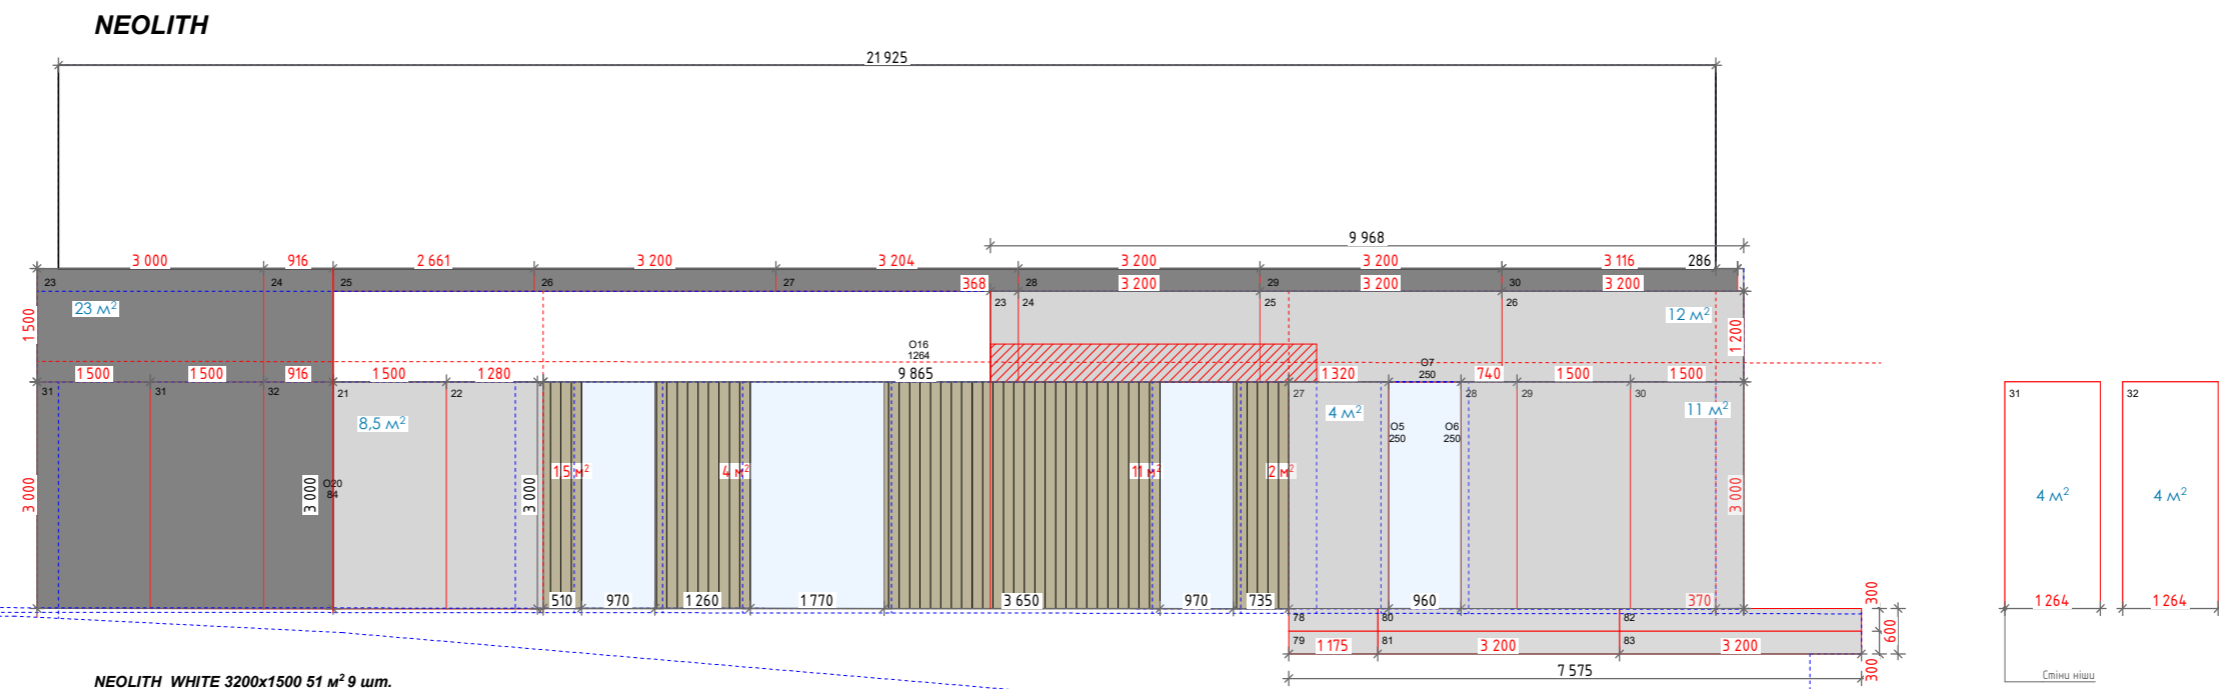 NEOLITH
21 925
9 968
3 000 916 2 661 3 200 3 204 3 200 3 200 3 116 286
23 24 25 26 27 368 28 3 200 29 3 200 30 3 200
23 м²
23 24 25 26
12 м²
1 500
1 200
O16
1264
O7
250
1 500 1 500 916 1 500 1 280 9 865 1 320 740 1 500 1 500
31 31 32 21 22 27 28 29 30
8,5 м²
4 м²
11 м²
O5
250
O6
250
1,5 м²
4 м²
11 м²
2 м²
O20
84
3 000
3 000
3 000
3 000
510 970 1 260 1 770 3 650 970 735 960 370
78 80 82
79 1 175 81 3 200 83 3 200
300
600
300
7 575
31 32
4 м² 4 м²
1 264 1 264
Стіни ніши
NEOLITH WHITE 3200x1500 51 м² 9 шт.